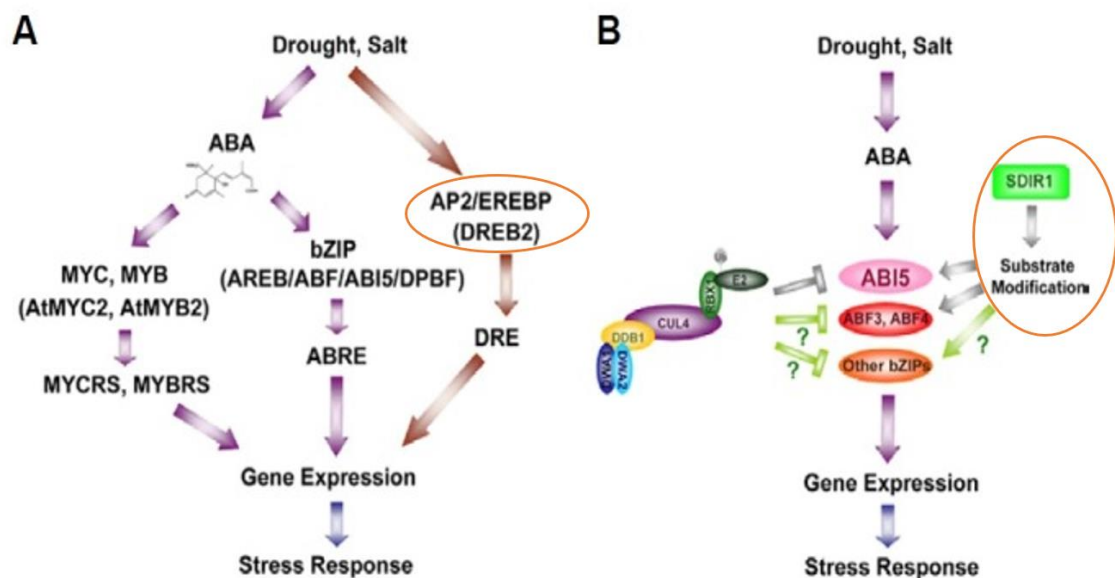 A
Drought, Salt
ABA
AP2/EREBP
(DREB2)
bZIP
(AREB/ABF/ABI5/DPBF)
MYC, MYB
(AtMYC2, AtMYB2)
DRE
ABRE
MYCRS, MYBRS
Gene Expression
Stress Response
B
Drought, Salt
ABA
SDIR1
Substrate
Modification
E2
RBX1
CUL4
DDB1
DWA2
ABI5
ABF3, ABF4
Other bZIPs
?
?
?
Gene Expression
Stress Response